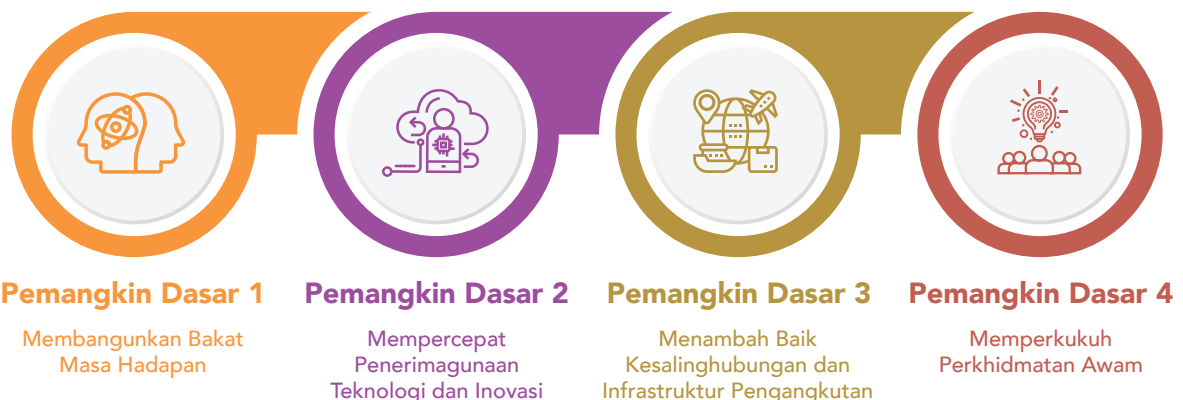 Pemangkin Dasar 1
Membangunkan Bakat
Masa Hadapan
Pemangkin Dasar 2
Mempercepat
Penerimagunaan
Teknologi dan Inovasi
Pemangkin Dasar 3
Menambah Baik
Kesalinghubungan dan
Infrastruktur Pengangkutan
Pemangkin Dasar 4
Memperkukuh
Perkhidmatan Awam